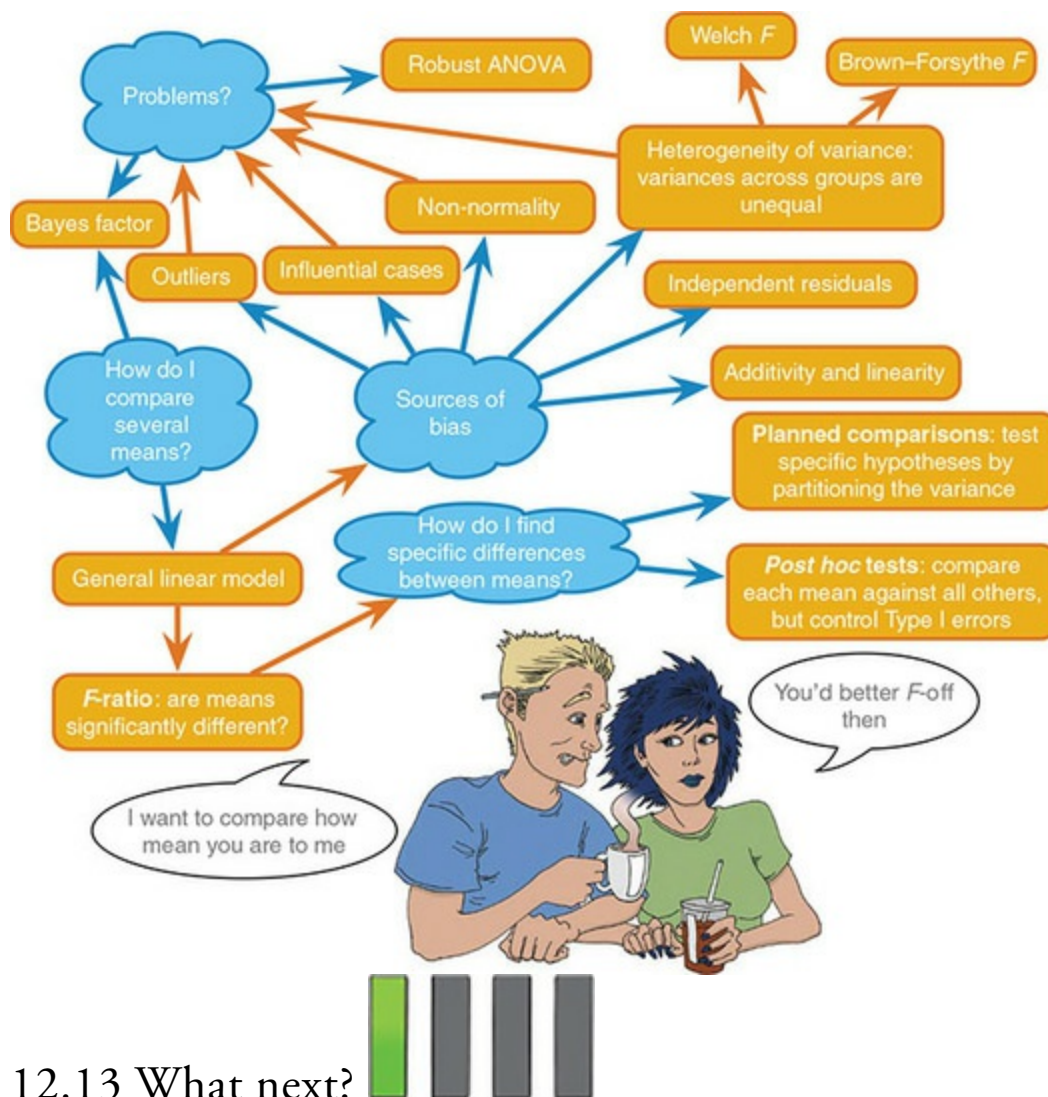 Welch F
Robust ANOVA
Brown–Forsythe F
Problems?
Heterogeneity of variance:
variances across groups are
unequal
Non-normality
Bayes factor
Outliers
Influential cases
Independent residuals
How do I
compare
several
means?
Sources of
bias
Additivity and linearity
Planned comparisons: test
specific hypotheses by
partitioning the variance
How do I find
specific differences
between means?
General linear model
Post hoc tests: compare
each mean against all others,
but control Type I errors
F-ratio: are means
significantly different?
You'd better F-off
then
I want to compare how
mean you are to me
12.13 What next?